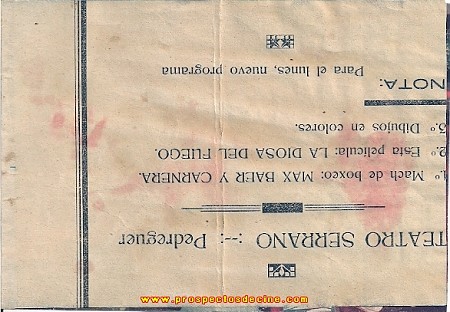 TEATRO SERRANO :--: Pedreguer
1.º Mach de boxeo: MAX BAER Y CARNERA.
2.º Esta película: LA DIOSA DEL FUEGO.
3.º Dibujos en colores.
NOTA:
Para el lunes, nuevo programa
www.prospectosdecine.com